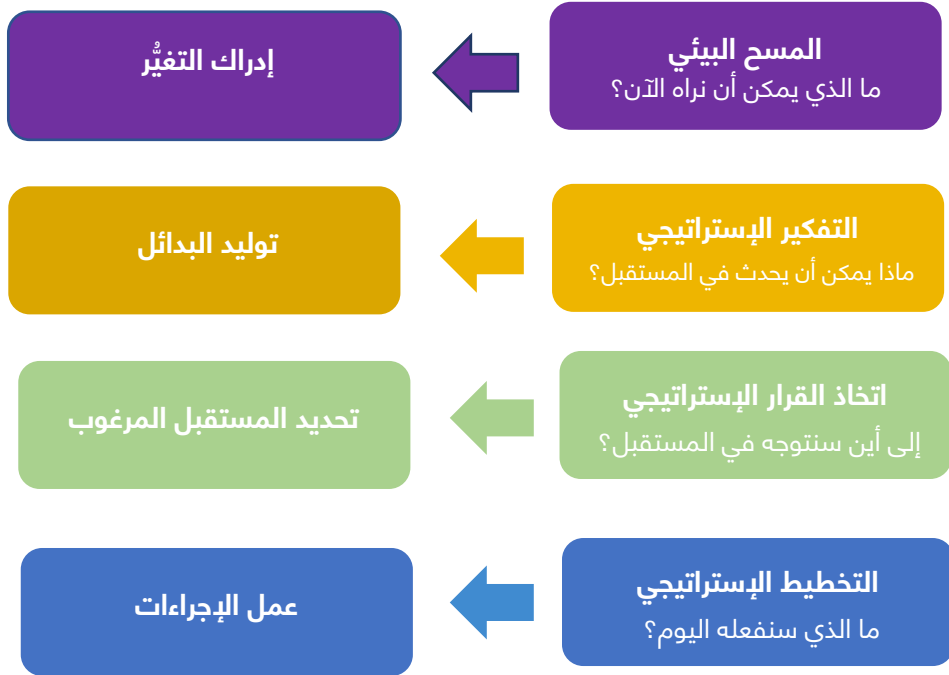 المسح البيئي
ما الذي يمكن أن نراه الآن؟
إدراك التغيُّر
التفكير الإستراتيجي
ماذا يمكن أن يحدث في المستقبل؟
توليد البدائل
اتخاذ القرار الإستراتيجي
إلى أين سنتوجه في المستقبل؟
تحديد المستقبل المرغوب
التخطيط الإستراتيجي
ما الذي سنفعله اليوم؟
عمل الإجراءات